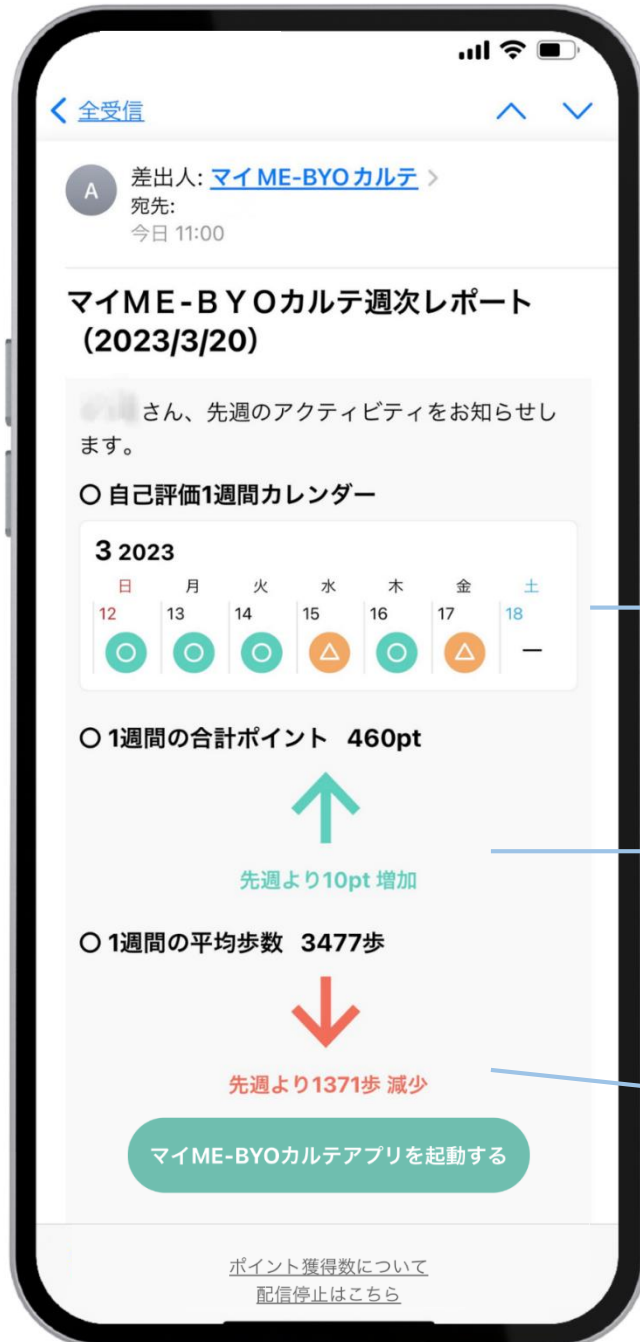 全受信
A
差出人: マイ ME-BYO カルテ
宛先:
今日 11:00
マイＭＥ-ＢＹＯカルテ週次レポート
（2023/3/20）
さん、先週のアクティビティをお知らせし
ます。
〇 自己評価1週間カレンダー
3 2023
日 月 火 水 木 金 土
12 13 14 15 16 17 18
〇 1週間の合計ポイント 460pt
先週より10pt 増加
〇 1週間の平均歩数 3477歩
先週より1371歩 減少
マイME-BYOカルテアプリを起動する
ポイント獲得数について
配信停止はこちら